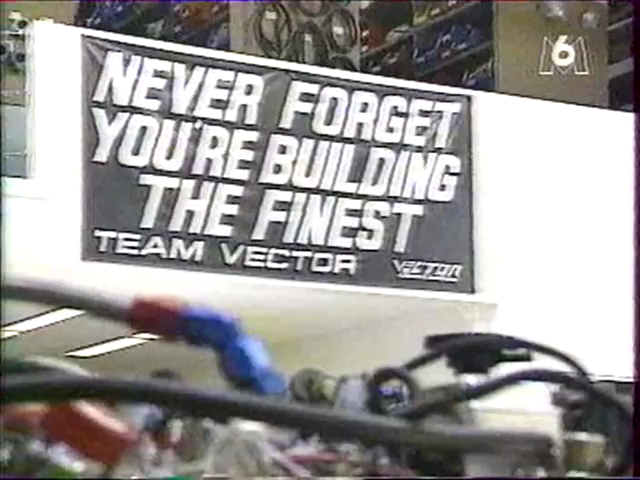 NEVER FORGET
YOU'RE BUILDING
THE FINEST
TEAM VECTOR
VECTOR
M6